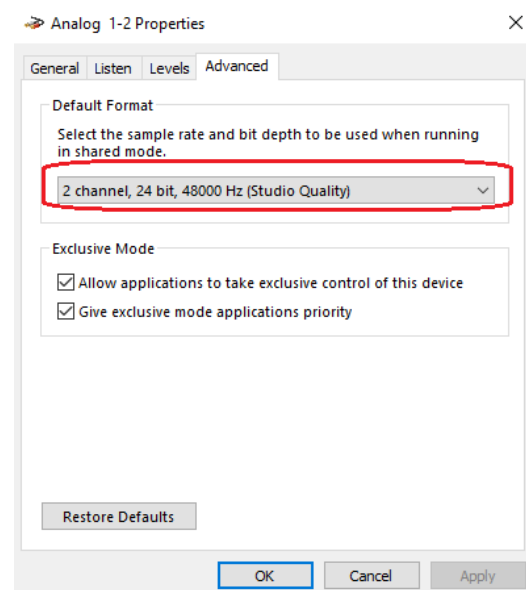 Analog 1-2 Properties
General Listen Levels Advanced
Default Format
Select the sample rate and bit depth to be used when running
in shared mode.
2 channel, 24 bit, 48000 Hz (Studio Quality)
Exclusive Mode
Allow applications to take exclusive control of this device
Give exclusive mode applications priority
Restore Defaults
OK Cancel Apply